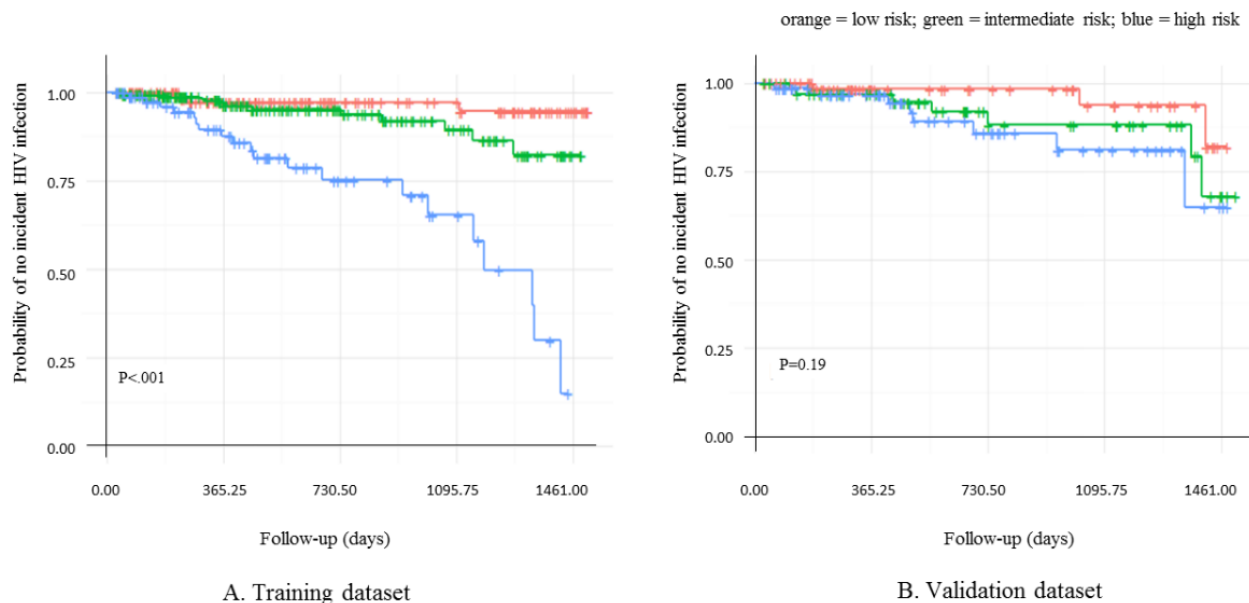 orange = low risk; green = intermediate risk; blue = high risk
Probability of no incident HIV infection
1.00
0.75
0.50
0.25
0.00
P<.001
0.00 365.25 730.50 1095.75 1461.00
Follow-up (days)
A. Training dataset
Probability of no incident HIV infection
1.00
0.75
0.50
0.25
0.00
P=0.19
0.00 365.25 730.50 1095.75 1461.00
Follow-up (days)
B. Validation dataset